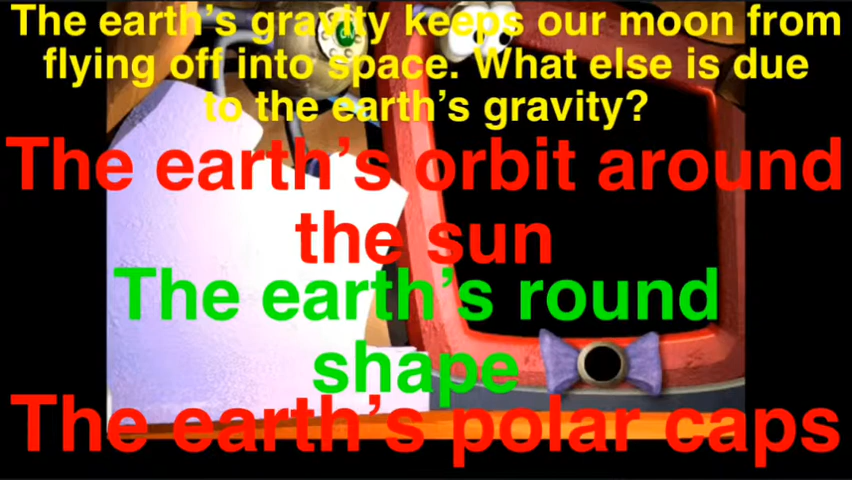 The earth's gravity keeps our moon from
flying off into space. What else is due
to the earth's gravity?
The earth's orbit around
the sun
The earth's round
shape
The earth's polar caps